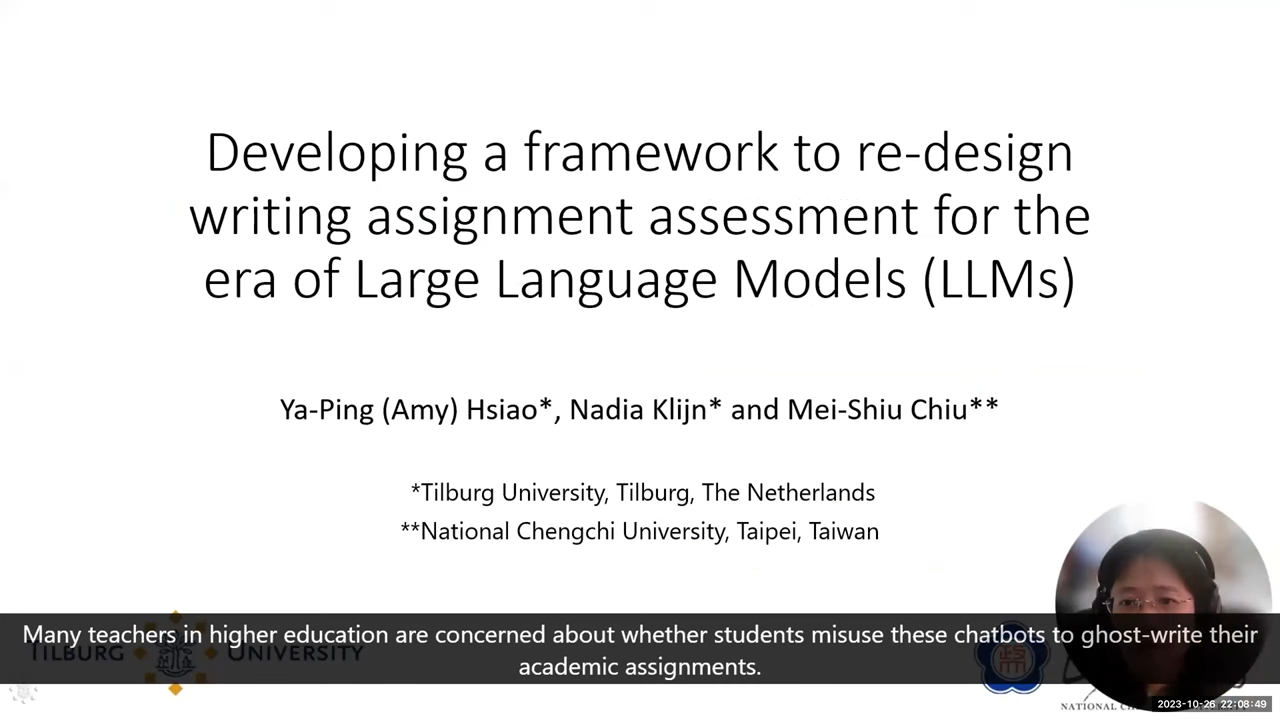 Developing a framework to re-design
writing assignment assessment for the
era of Large Language Models (LLMs)
Ya-Ping (Amy) Hsiao*, Nadia Klijn* and Mei-Shiu Chiu**
*Tilburg University, Tilburg, The Netherlands
**National Chengchi University, Taipei, Taiwan
Many teachers in higher education are concerned about whether students misuse these chatbots to ghost-write their
academic assignments.
TILBURG UNIVERSITY
NATIONAL
2023-10-26 22:08:49